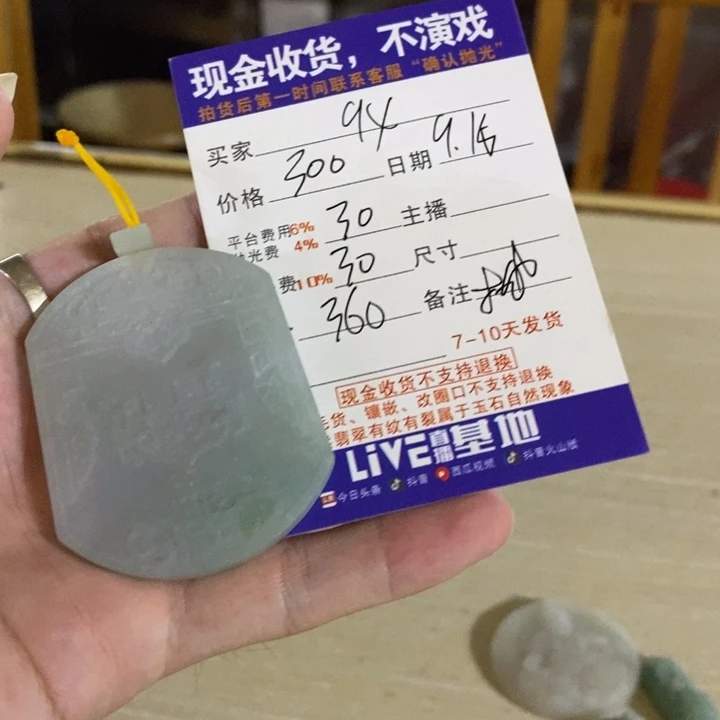 现金收货，不演戏
拍货后第一时间联系客服“确认抛光”
买家 94
价格 300 日期 9.16
平台费用6% 30 主播
光费 4%
费10% 30 尺寸
360 备注
7-10天发货
现金收货不支持退换
毛货、镶嵌、改圈口不支持退换
翡翠有纹有裂属于玉石自然现象
LiVE直播基地
今日头条 抖音 西瓜视频 抖音火山版